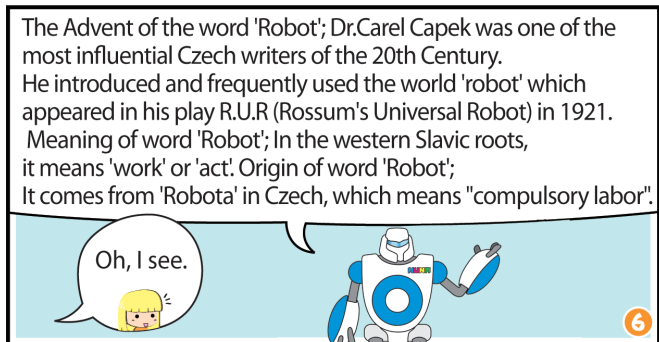 The Advent of the word 'Robot'; Dr.Carel Capek was one of the
most influential Czech writers of the 20th Century.
He introduced and frequently used the world 'robot' which
appeared in his play R.U.R (Rossum's Universal Robot) in 1921.
Meaning of word 'Robot'; In the western Slavic roots,
it means 'work' or 'act'. Origin of word 'Robot';
It comes from 'Robota' in Czech, which means "compulsory labor".
Oh, I see.
6